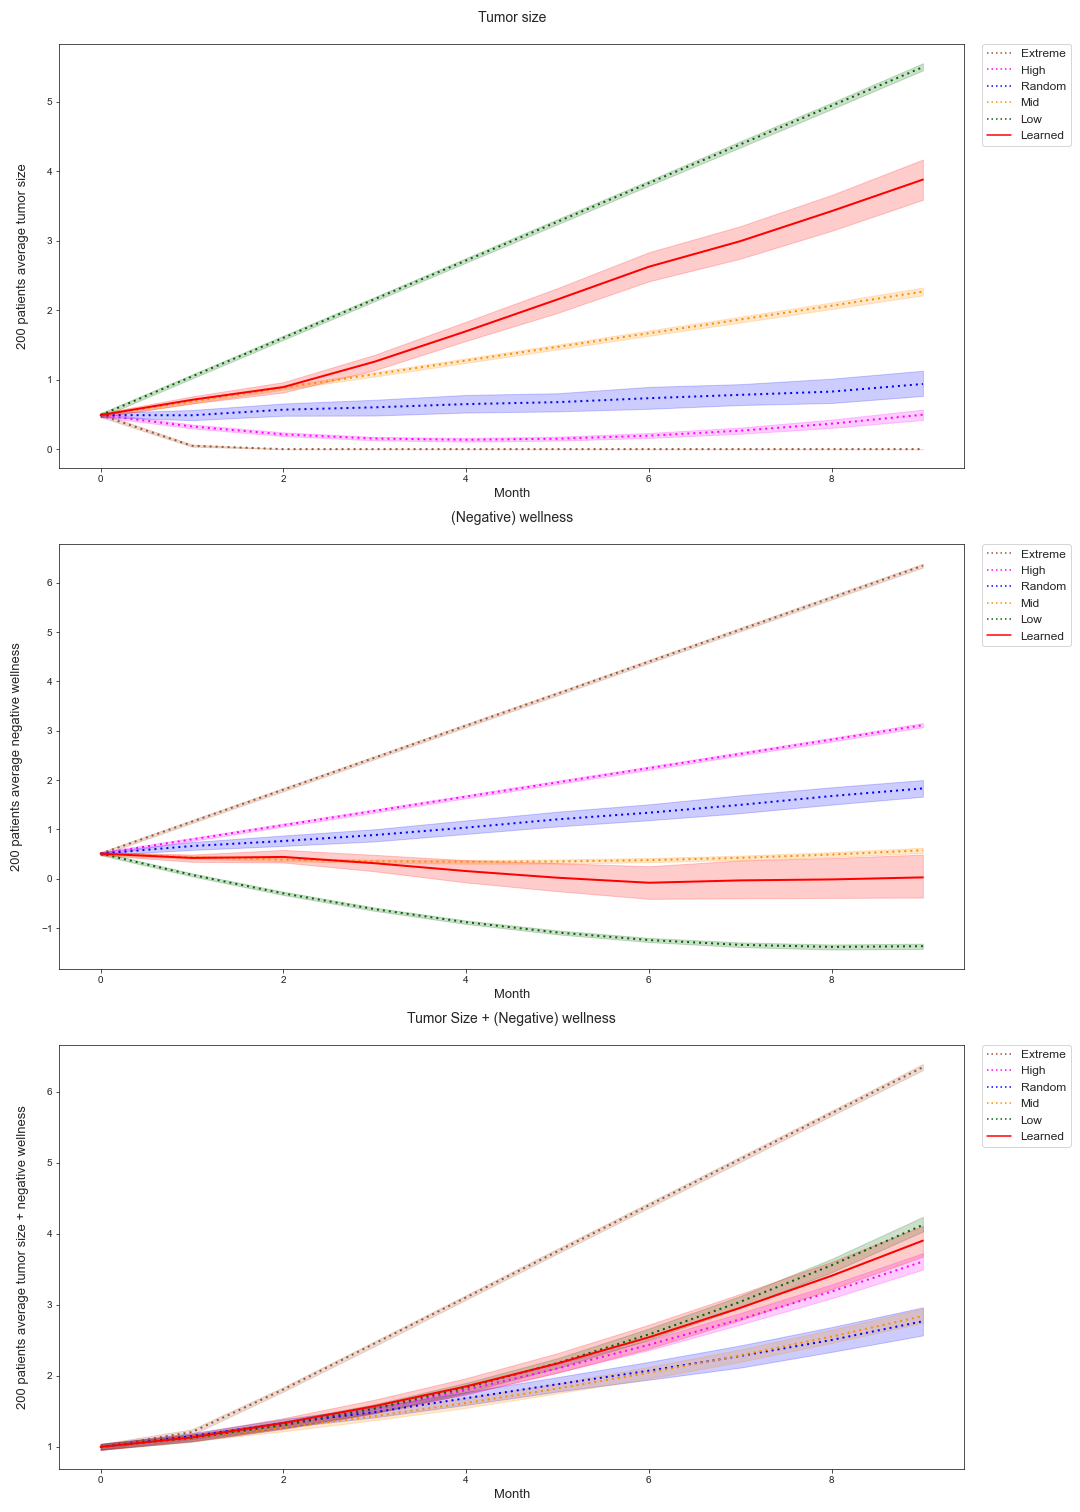 Tumor size
200 patients average tumor size
5
4
3
2
1
0
0 2 4 6 8
Month
Extreme
High
Random
Mid
Low
Learned
(Negative) wellness
200 patients average negative wellness
6
5
4
3
2
1
0
−1
0 2 4 6 8
Month
Extreme
High
Random
Mid
Low
Learned
Tumor Size + (Negative) wellness
200 patients average tumor size + negative wellness
6
5
4
3
2
1
0 2 4 6 8
Month
Extreme
High
Random
Mid
Low
Learned